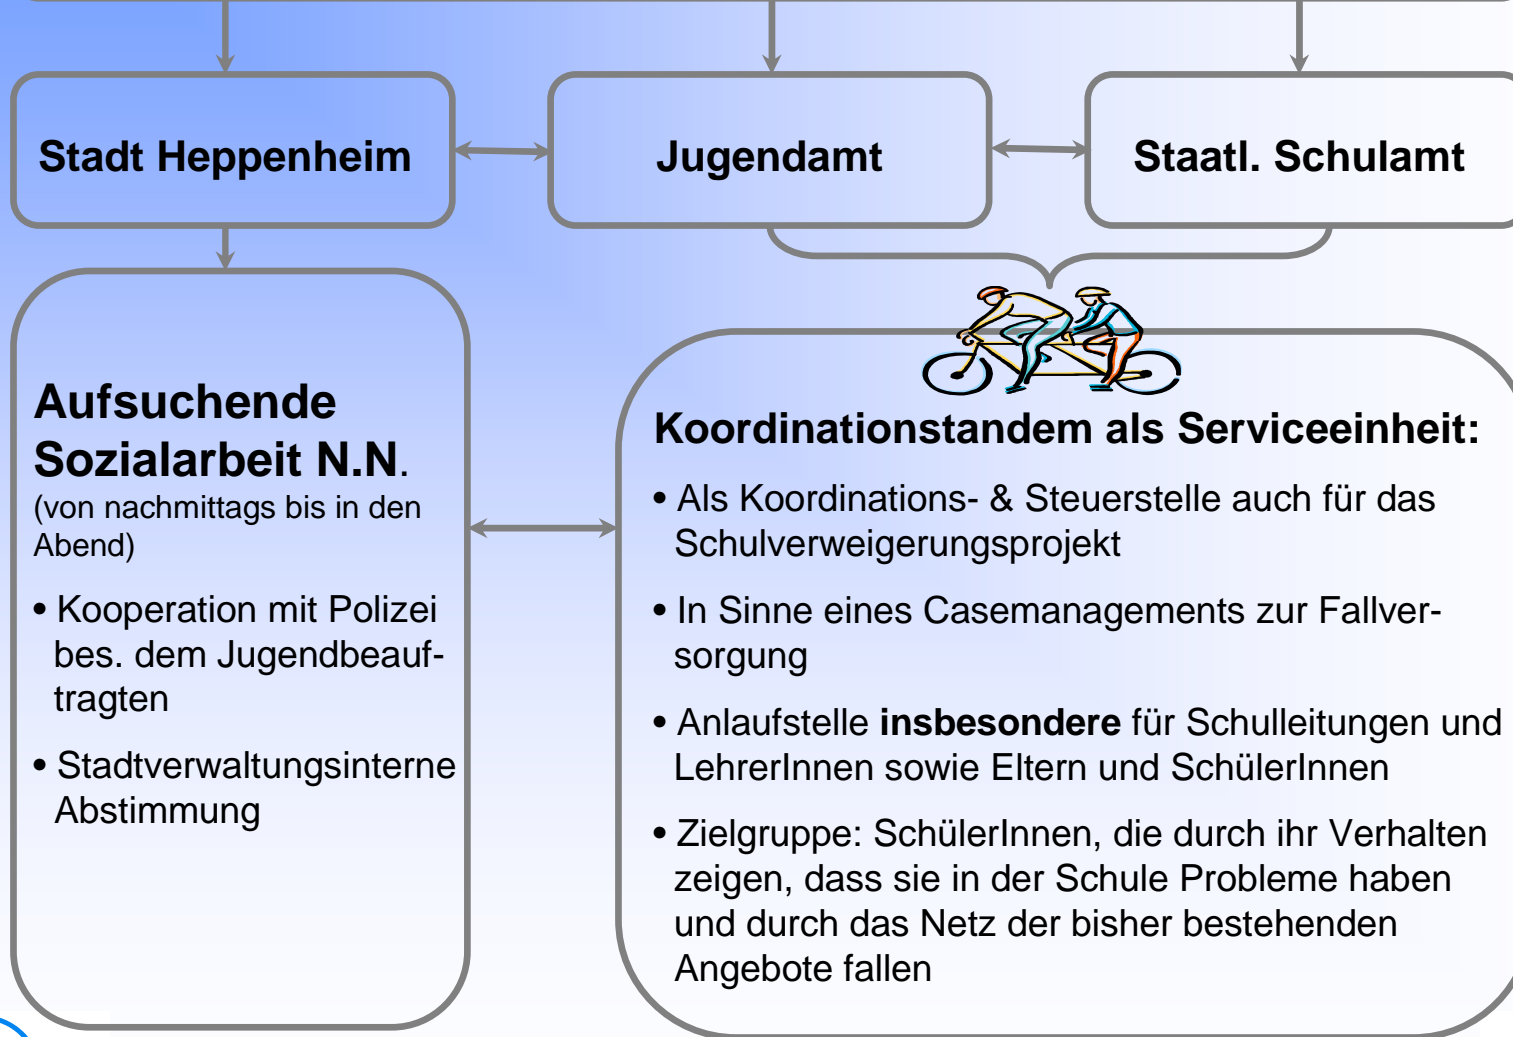 Stadt Heppenheim
Jugendamt
Staatl. Schulamt
Aufsuchende
Sozialarbeit N.N.
(von nachmittags bis in den
Abend)
• Kooperation mit Polizei
bes. dem Jugendbeauf-
tragten
• Stadtverwaltungsinterne
Abstimmung
Koordinationstandem als Serviceeinheit:
• Als Koordinations- & Steuerstelle auch für das
Schulverweigerungsprojekt
• In Sinne eines Casemanagements zur Fallver-
sorgung
• Anlaufstelle insbesondere für Schulleitungen und
LehrerInnen sowie Eltern und SchülerInnen
• Zielgruppe: SchülerInnen, die durch ihr Verhalten
zeigen, dass sie in der Schule Probleme haben
und durch das Netz der bisher bestehenden
Angebote fallen